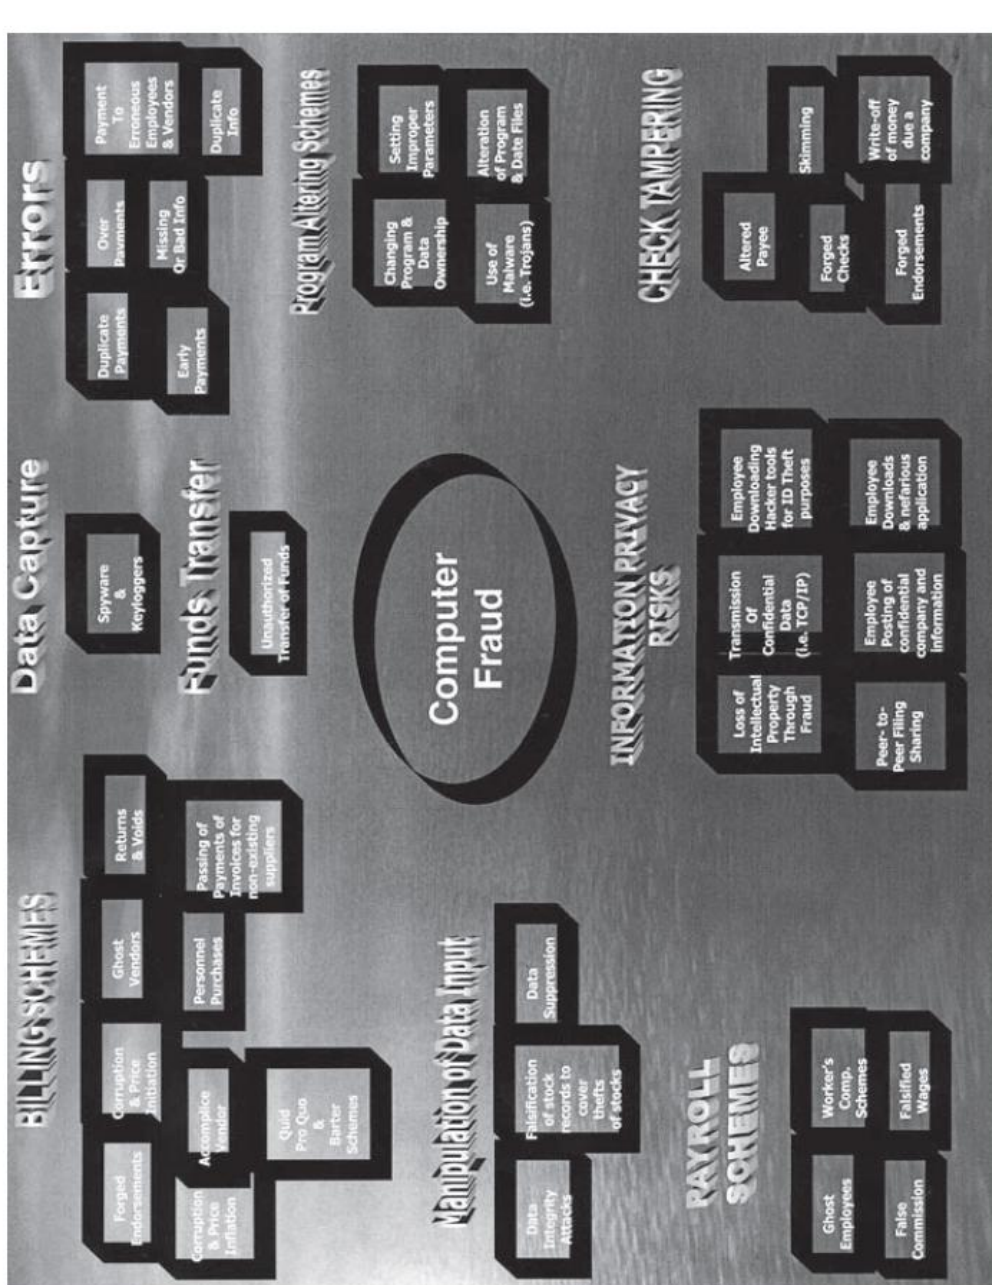 BILLING SCHEMES
Forged
Endorsements
Corruption
& Price
Initiation
Ghost
Vendors
Returns
& Voids
Corruption
& Price
Inflation
Accomplice
Vendor
Personnel
Purchases
Passing of
Payments of
Invoices for
non-existing
suppliers
Quid
Pro Quo
&
Barter
Schemes
Data Capture
Spyware
&
Keyloggers
Funds Transfer
Unauthorized
Transfer of Funds
Errors
Duplicate
Payments
Over
Payments
Payment
To
Erroneous
Employees
& Vendors
Early
Payments
Missing
Or Bad Info
Duplicate
Info
Program Altering Schemes
Changing
Program &
Data
Ownership
Setting
Improper
Parameters
Use of
Malware
(i.e. Trojans)
Alteration
of Program
& Date Files
Computer
Fraud
Manipulation of Data Input
Data
Integrity
Attacks
Falsification
of stock
records to
cover
thefts
of stocks
Data
Suppression
PAYROLL
SCHEMES
Ghost
Employees
Worker's
Comp.
Schemes
False
Commission
Falsified
Wages
INFORMATION PRIVACY
RISKS
Loss of
Intellectual
Property
Through
Fraud
Transmission
Of
Confidential
Data
(i.e. TCP/IP)
Employee
Downloading
Hacker tools
for ID Theft
purposes
Peer- to-
Peer Filing
Sharing
Employee
Posting of
confidential
company and
information
Employee
Downloads
& nefarious
application
CHECK TAMPERING
Altered
Payee
Skimming
Forged
Checks
Forged
Endorsements
Write-off
of money
due a
company